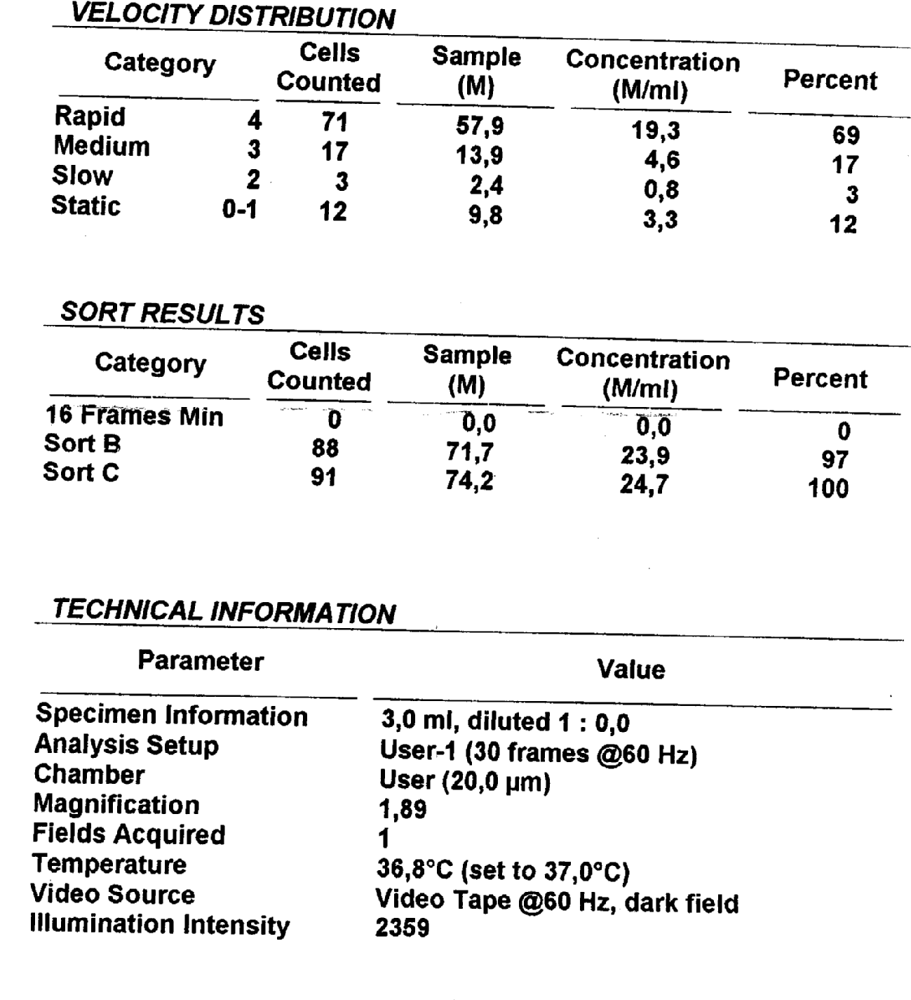 VELOCITY DISTRIBUTION
Category Cells Counted Sample (M) Concentration (M/ml) Percent
Rapid 4 71 57,9 19,3 69
Medium 3 17 13,9 4,6 17
Slow 2 3 2,4 0,8 3
Static 0-1 12 9,8 3,3 12
SORT RESULTS
Category Cells Counted Sample (M) Concentration (M/ml) Percent
16 Frames Min 0 0,0 0,0 0
Sort B 88 71,7 23,9 97
Sort C 91 74,2 24,7 100
TECHNICAL INFORMATION
Parameter Value
Specimen Information 3,0 ml, diluted 1 : 0,0
Analysis Setup User-1 (30 frames @60 Hz)
Chamber User (20,0 µm)
Magnification 1,89
Fields Acquired 1
Temperature 36,8°C (set to 37,0°C)
Video Source Video Tape @60 Hz, dark field
Illumination Intensity 2359